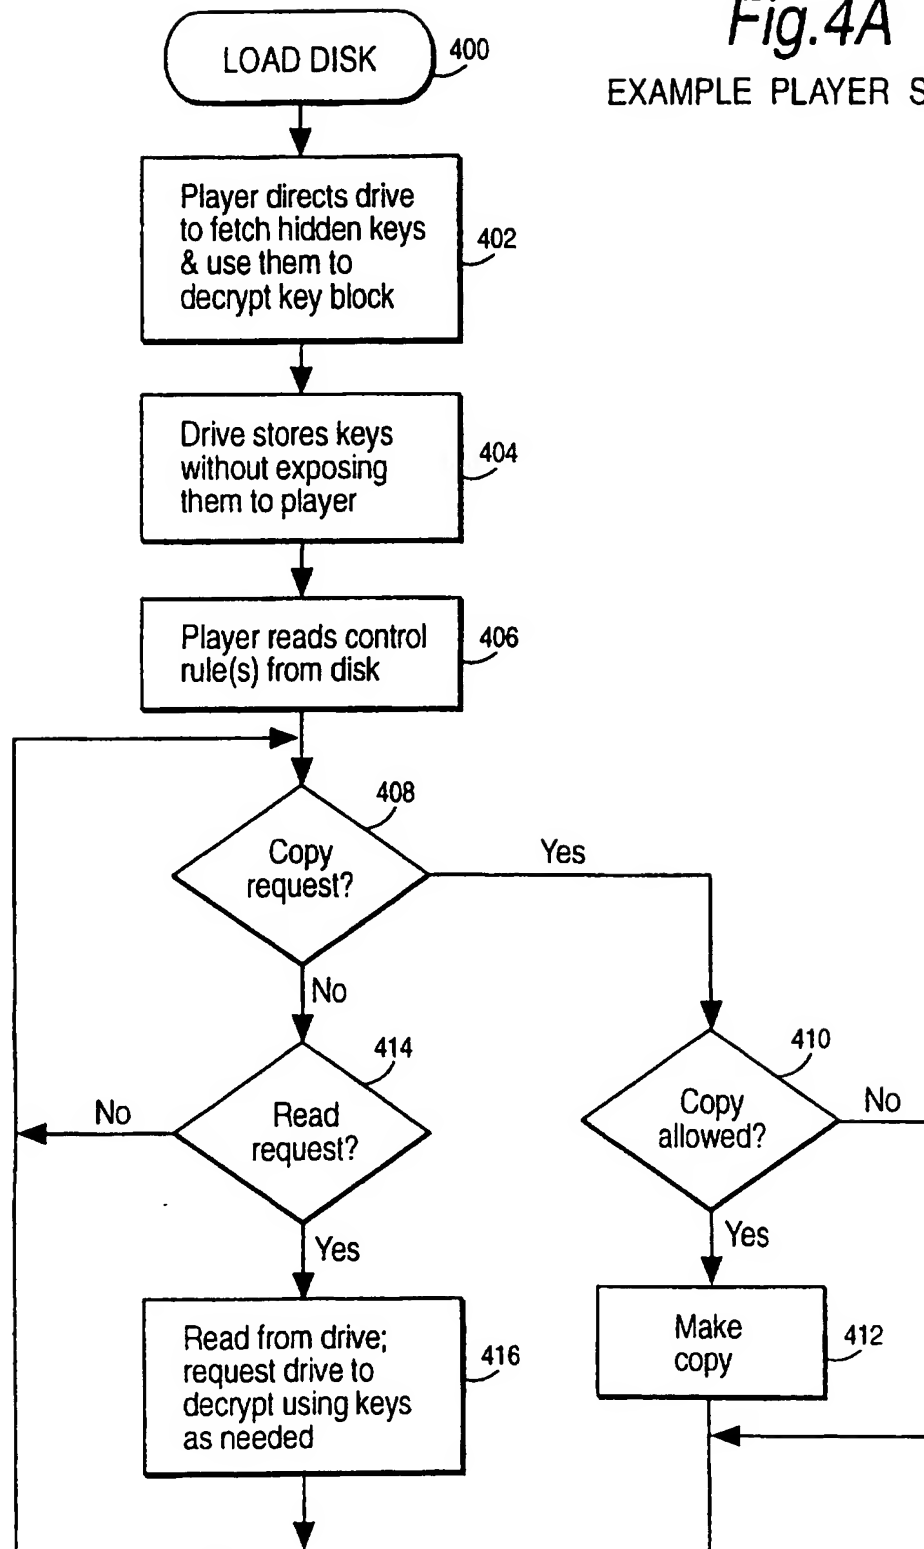 Fig.4A
EXAMPLE PLAYER S
LOAD DISK
400
Player directs drive
to fetch hidden keys
& use them to
decrypt key block
402
Drive stores keys
without exposing
them to player
404
Player reads control
rule(s) from disk
406
408
Copy
request?
Yes
No
414
Read
request?
No
Yes
410
Copy
allowed?
No
Yes
Read from drive;
request drive to
decrypt using keys
as needed
416
Make
copy
412